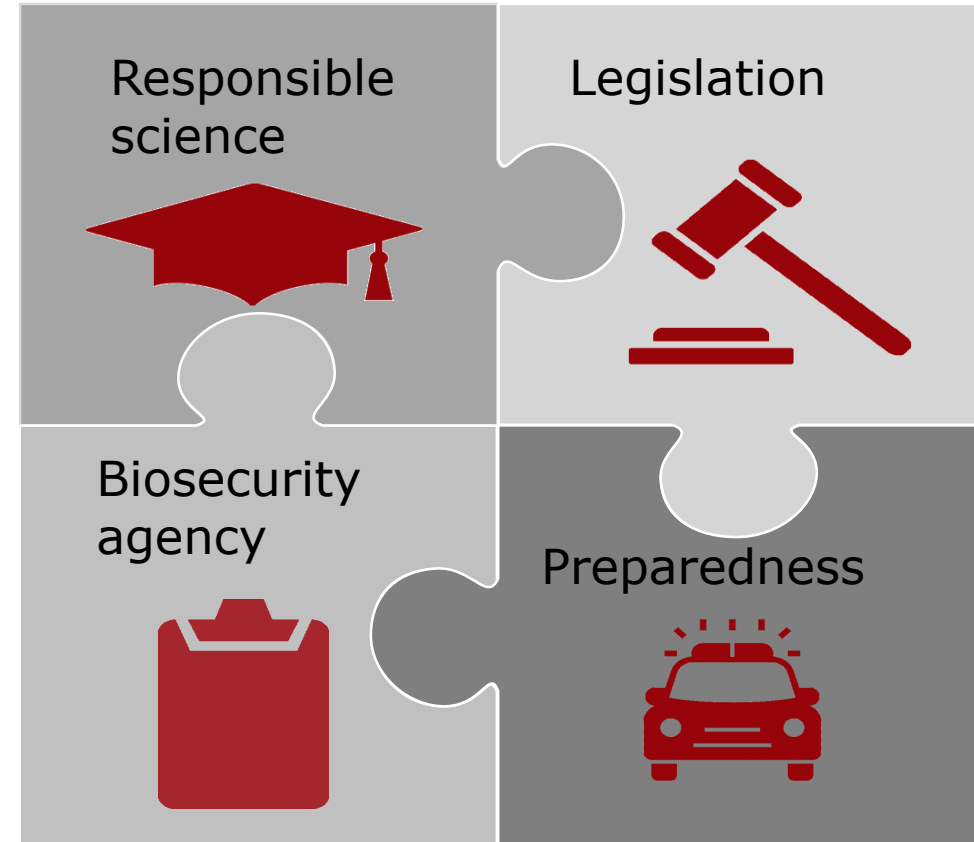 Responsible
science
Legislation
Biosecurity
agency
Preparedness